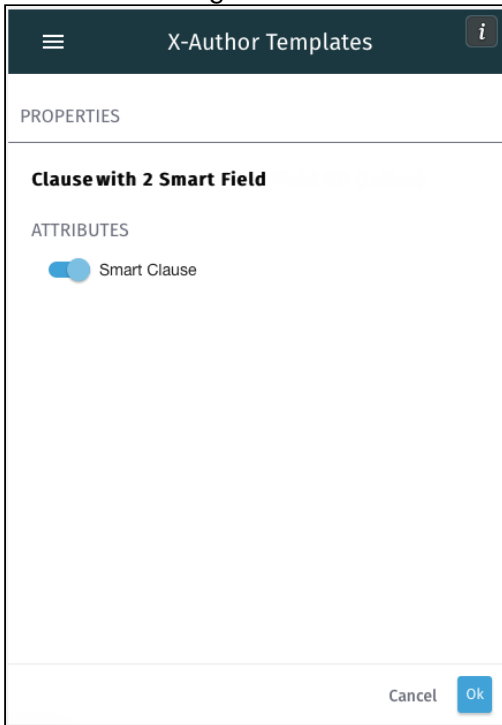 X-Author Templates
i
PROPERTIES
Clause with 2 Smart Field
ATTRIBUTES
Smart Clause
Cancel Ok